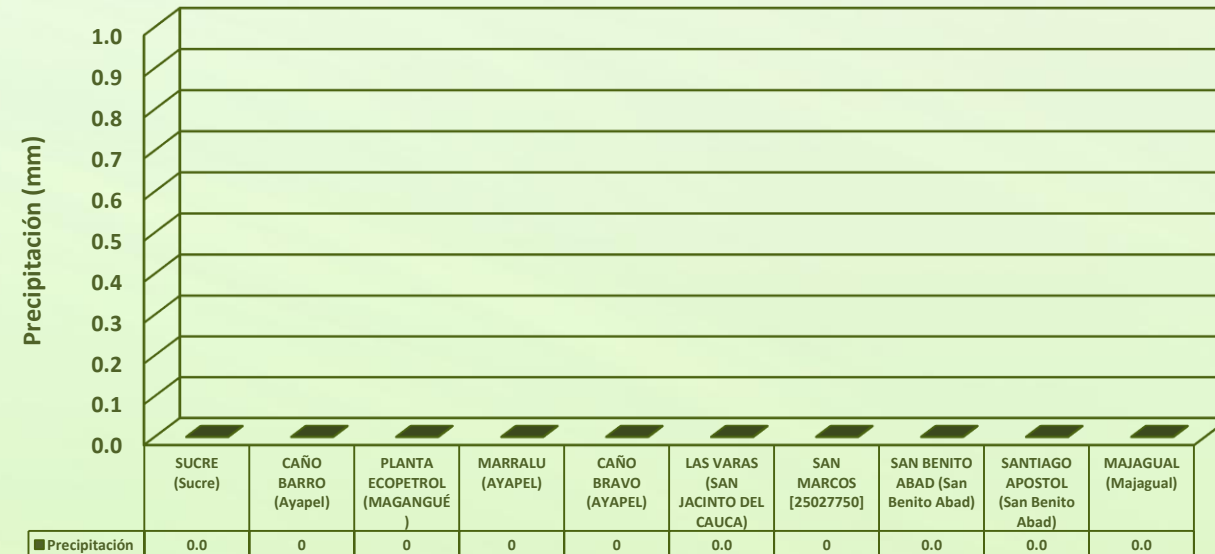 Precipitación (mm)
1.0
0.9
0.8
0.7
0.6
0.5
0.4
0.3
0.2
0.1
0.0
SUCRE
(Sucre)
CAÑO
BARRO
(Ayapel)
PLANTA
ECOPETROL
(MAGANGUÉ
)
MARRALU
(AYAPEL)
CAÑO
BRAVO
(AYAPEL)
LAS VARAS
(SAN
JACINTO DEL
CAUCA)
SAN
MARCOS
[25027750]
SAN BENITO
ABAD (San
Benito Abad)
SANTIAGO
APOSTOL
(San Benito
Abad)
MAJAGUAL
(Majagual)
Precipitación 0.0 0 0 0 0 0.0 0 0.0 0.0 0.0